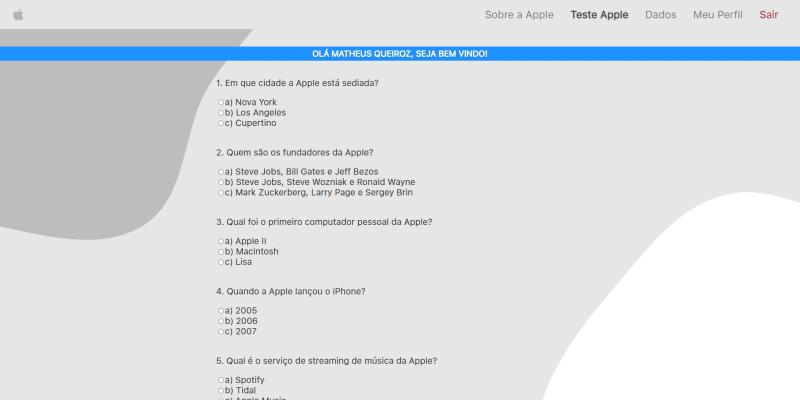 Sobre a Apple Teste Apple Dados Meu Perfil Sair
OLÁ MATHEUS QUEIROZ, SEJA BEM VINDO!
1. Em que cidade a Apple está sediada?
a) Nova York
b) Los Angeles
c) Cupertino
2. Quem são os fundadores da Apple?
a) Steve Jobs, Bill Gates e Jeff Bezos
b) Steve Jobs, Steve Wozniak e Ronald Wayne
c) Mark Zuckerberg, Larry Page e Sergey Brin
3. Qual foi o primeiro computador pessoal da Apple?
a) Apple II
b) Macintosh
c) Lisa
4. Quando a Apple lançou o iPhone?
a) 2005
b) 2006
c) 2007
5. Qual é o serviço de streaming de música da Apple?
a) Spotify
b) Tidal
c) Apple Music